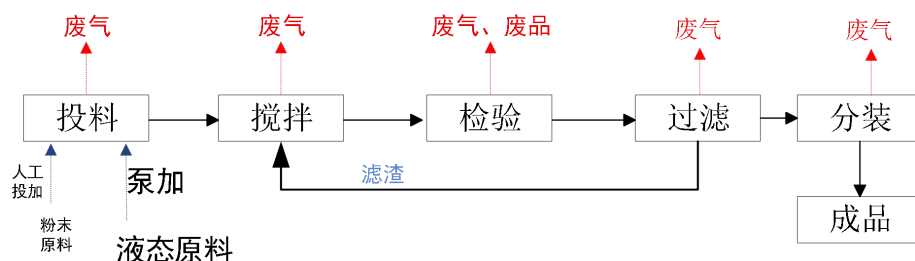 废气
废气
废气、废品
废气
废气
投料
搅拌
检验
过滤
分装
人工
投加
泵加
滤渣
粉末
原料
液态原料
成品